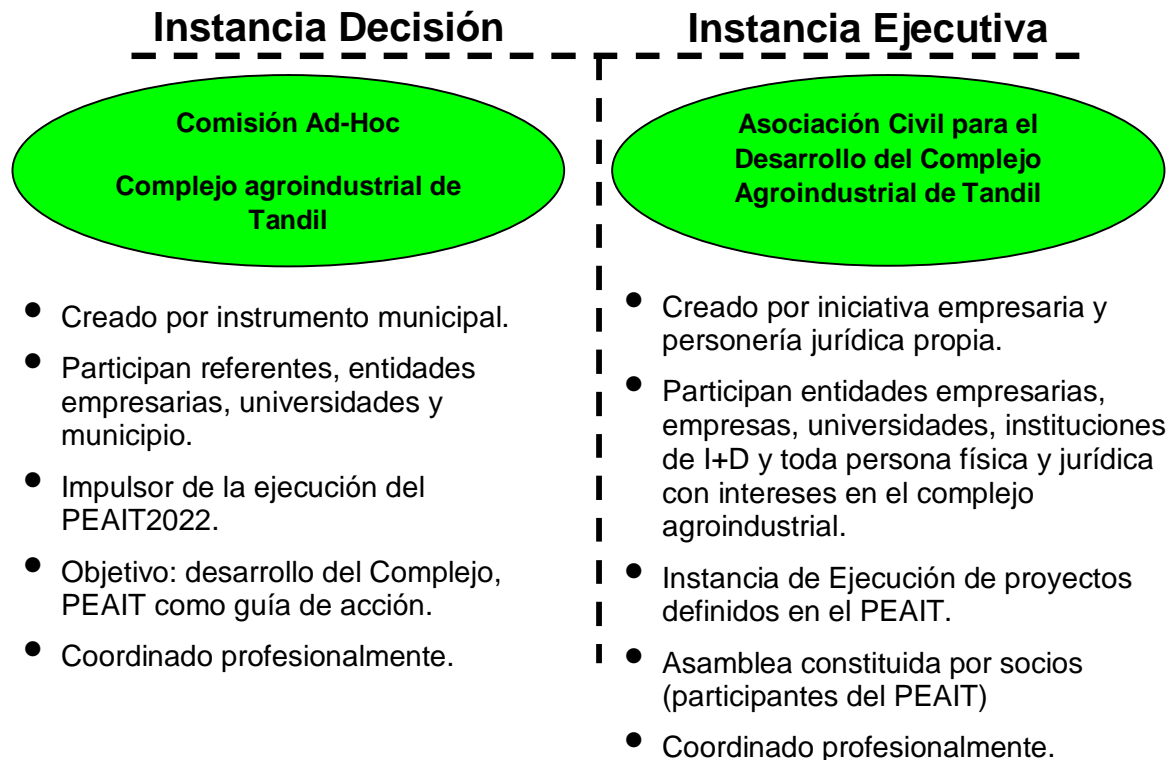 Instancia Decisión
Comisión Ad-Hoc
Complejo agroindustrial de
Tandil
• Creado por instrumento municipal.
• Participan referentes, entidades
empresarias, universidades y
municipio.
• Impulsor de la ejecución del
PEAIT2022.
• Objetivo: desarrollo del Complejo,
PEAIT como guía de acción.
• Coordinado profesionalmente.
Instancia Ejecutiva
Asociación Civil para el
Desarrollo del Complejo
Agroindustrial de Tandil
• Creado por iniciativa empresaria y
personería jurídica propia.
• Participan entidades empresarias,
empresas, universidades, instituciones
de I+D y toda persona física y jurídica
con intereses en el complejo
agroindustrial.
• Instancia de Ejecución de proyectos
definidos en el PEAIT.
• Asamblea constituida por socios
(participantes del PEAIT)
• Coordinado profesionalmente.